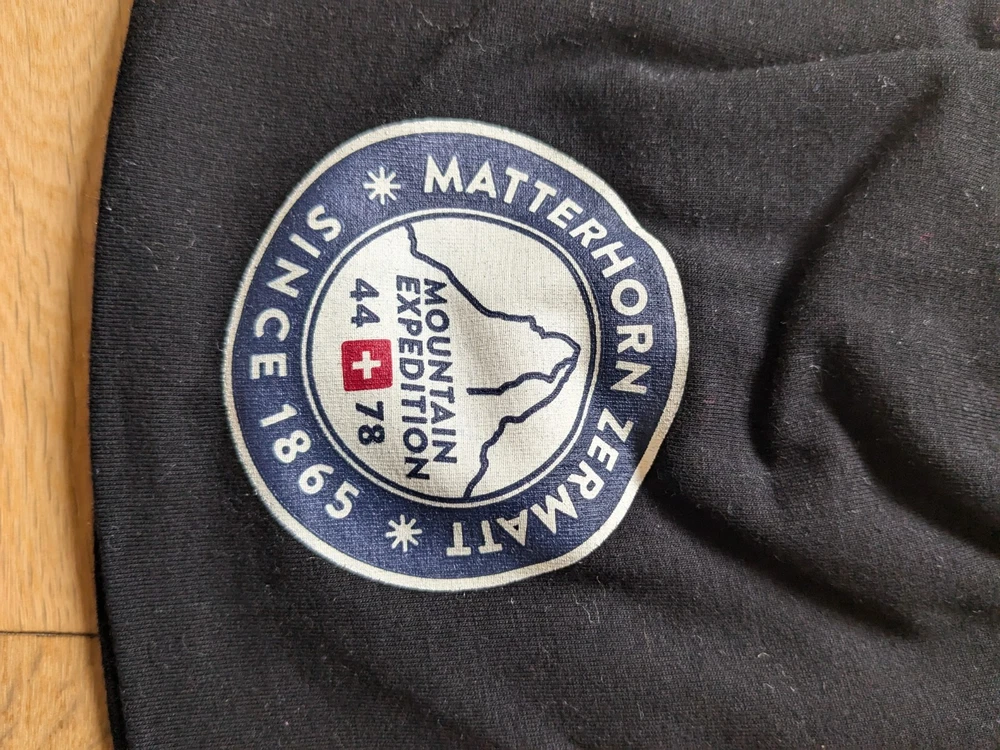 MATTERHORN ZERMATT
MOUNTAIN
EXPEDITION
44 78
SINCE 1865